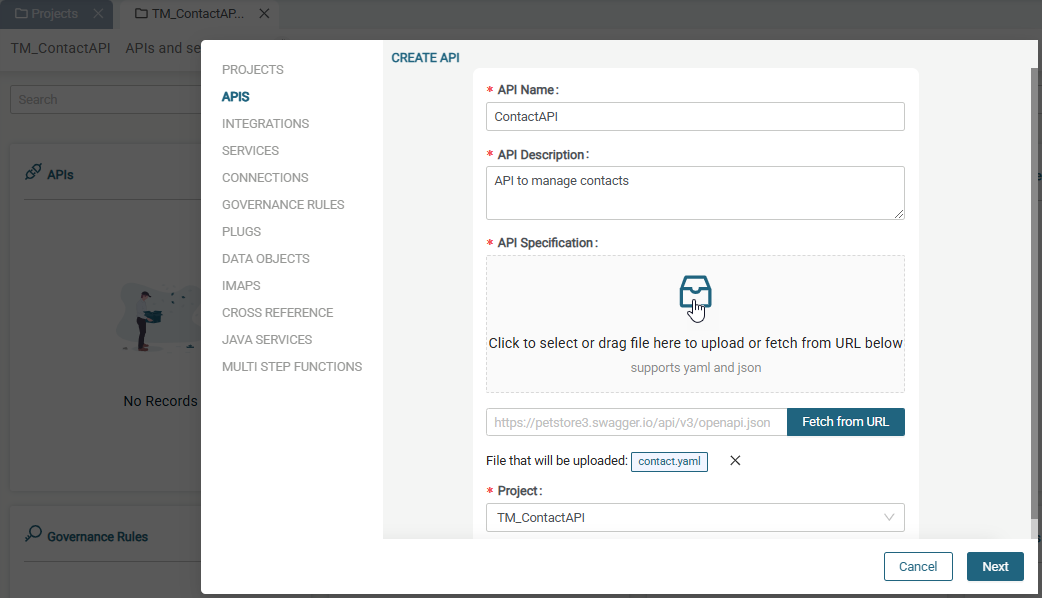 Projects
TM_ContactAP...
TM_ContactAPI
APIs and se
Search
APIs
No Records
Governance Rules
PROJECTS
APIS
INTEGRATIONS
SERVICES
CONNECTIONS
GOVERNANCE RULES
PLUGS
DATA OBJECTS
IMAPS
CROSS REFERENCE
JAVA SERVICES
MULTI STEP FUNCTIONS
CREATE API
* API Name:
ContactAPI
* API Description:
API to manage contacts
* API Specification:
Click to select or drag file here to upload or fetch from URL below
supports yaml and json
https://petstore3.swagger.io/api/v3/openapi.json
Fetch from URL
File that will be uploaded: contact.yaml
* Project:
TM_ContactAPI
Cancel
Next